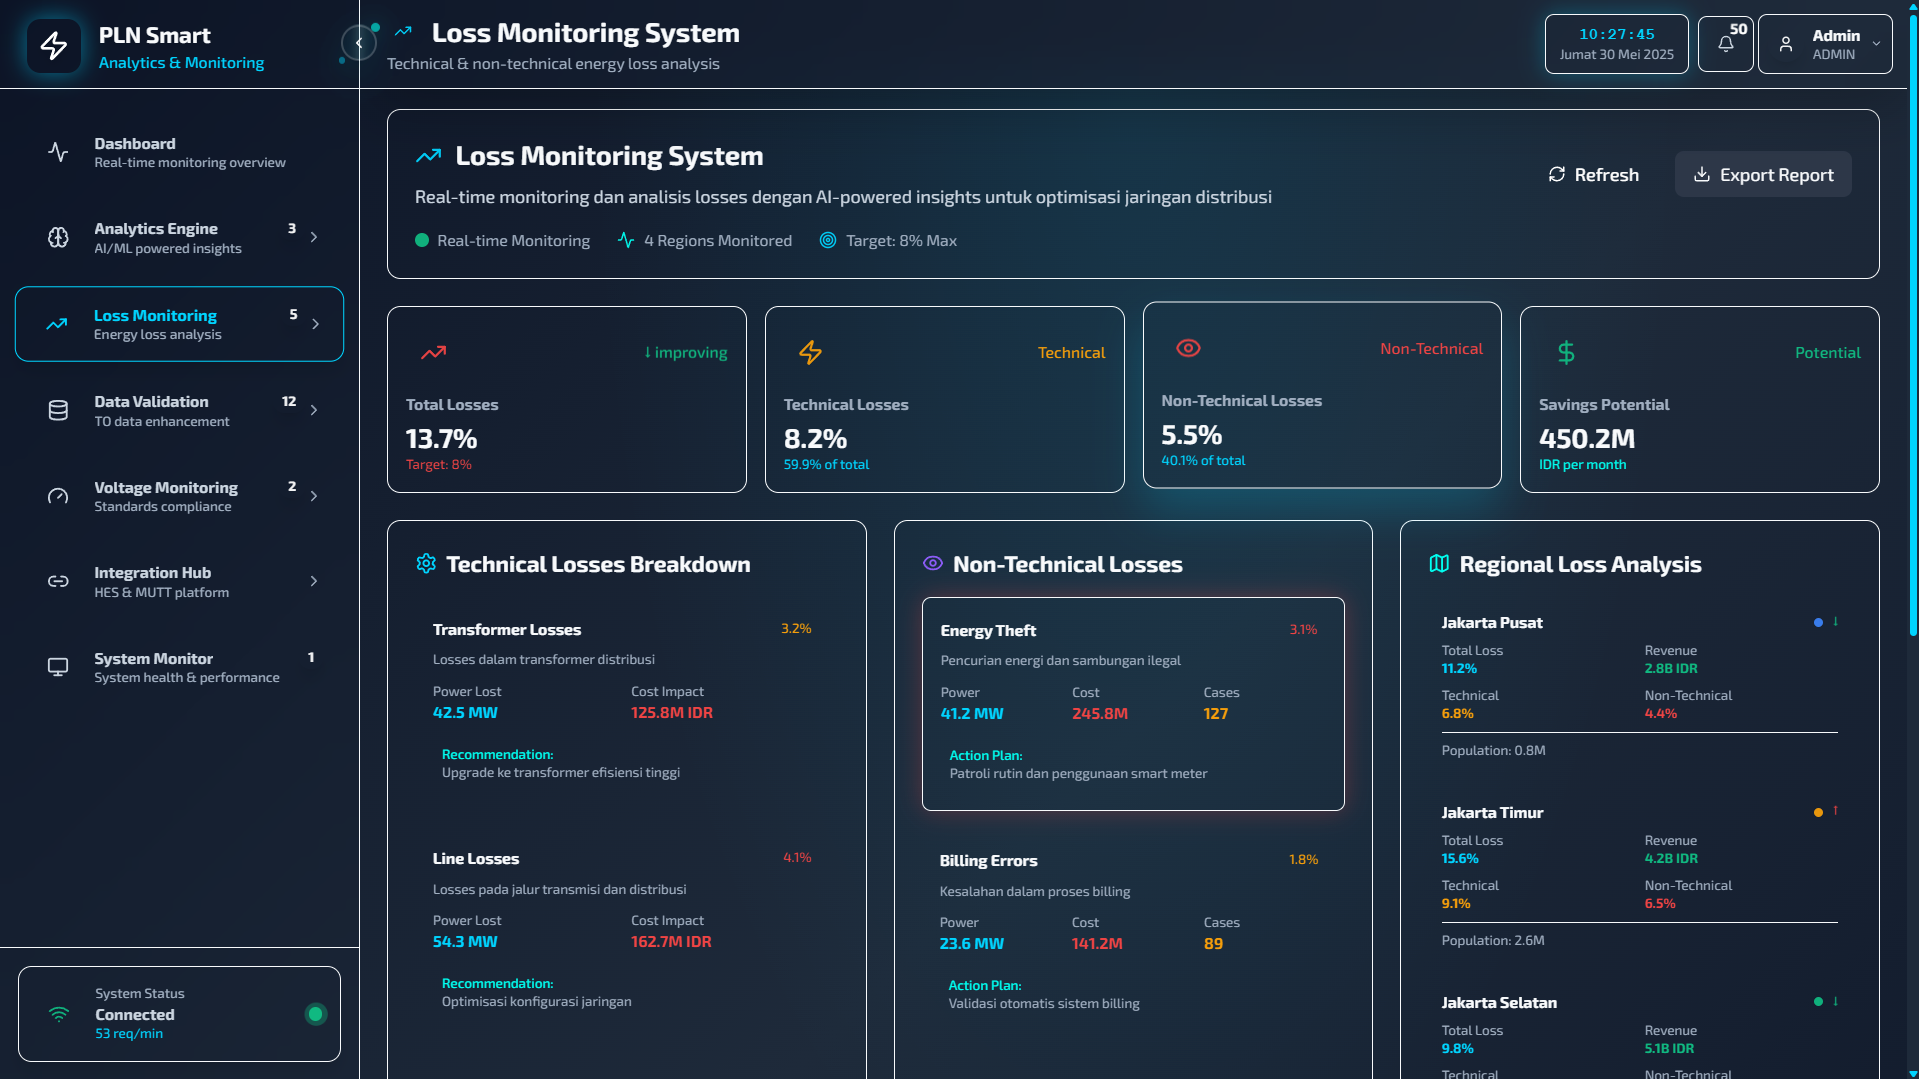 PLN Smart
Analytics & Monitoring
Dashboard
Real-time monitoring overview
Analytics Engine
3
AI/ML powered insights
Loss Monitoring
5
Energy loss analysis
Data Validation
12
TO data enhancement
Voltage Monitoring
2
Standards compliance
Integration Hub
HES & MUTT platform
System Monitor
1
System health & performance
System Status
Connected
53 req/min
Loss Monitoring System
Technical & non-technical energy loss analysis
10:27:45
Jumat 30 Mei 2025
50
Admin
ADMIN
Loss Monitoring System
Real-time monitoring dan analisis losses dengan AI-powered insights untuk optimisasi jaringan distribusi
Real-time Monitoring
4 Regions Monitored
Target: 8% Max
Refresh
Export Report
↓ improving
Total Losses
13.7%
Target: 8%
Technical
Technical Losses
8.2%
59.9% of total
Non-Technical
Non-Technical Losses
5.5%
40.1% of total
Potential
Savings Potential
450.2M
IDR per month
Technical Losses Breakdown
Transformer Losses 3.2%
Losses dalam transformer distribusi
Power Lost Cost Impact
42.5 MW 125.8M IDR
Recommendation:
Upgrade ke transformer efisiensi tinggi
Line Losses 4.1%
Losses pada jalur transmisi dan distribusi
Power Lost Cost Impact
54.3 MW 162.7M IDR
Recommendation:
Optimisasi konfigurasi jaringan
Non-Technical Losses
Energy Theft 3.1%
Pencurian energi dan sambungan ilegal
Power Cost Cases
41.2 MW 245.8M 127
Action Plan:
Patroli rutin dan penggunaan smart meter
Billing Errors 1.8%
Kesalahan dalam proses billing
Power Cost Cases
23.6 MW 141.2M 89
Action Plan:
Validasi otomatis sistem billing
Regional Loss Analysis
Jakarta Pusat ↓
Total Loss Revenue
11.2% 2.8B IDR
Technical Non-Technical
6.8% 4.4%
Population: 0.8M
Jakarta Timur ↑
Total Loss Revenue
15.6% 4.2B IDR
Technical Non-Technical
9.1% 6.5%
Population: 2.6M
Jakarta Selatan ↓
Total Loss Revenue
9.8% 5.1B IDR
Technical Non-Technical